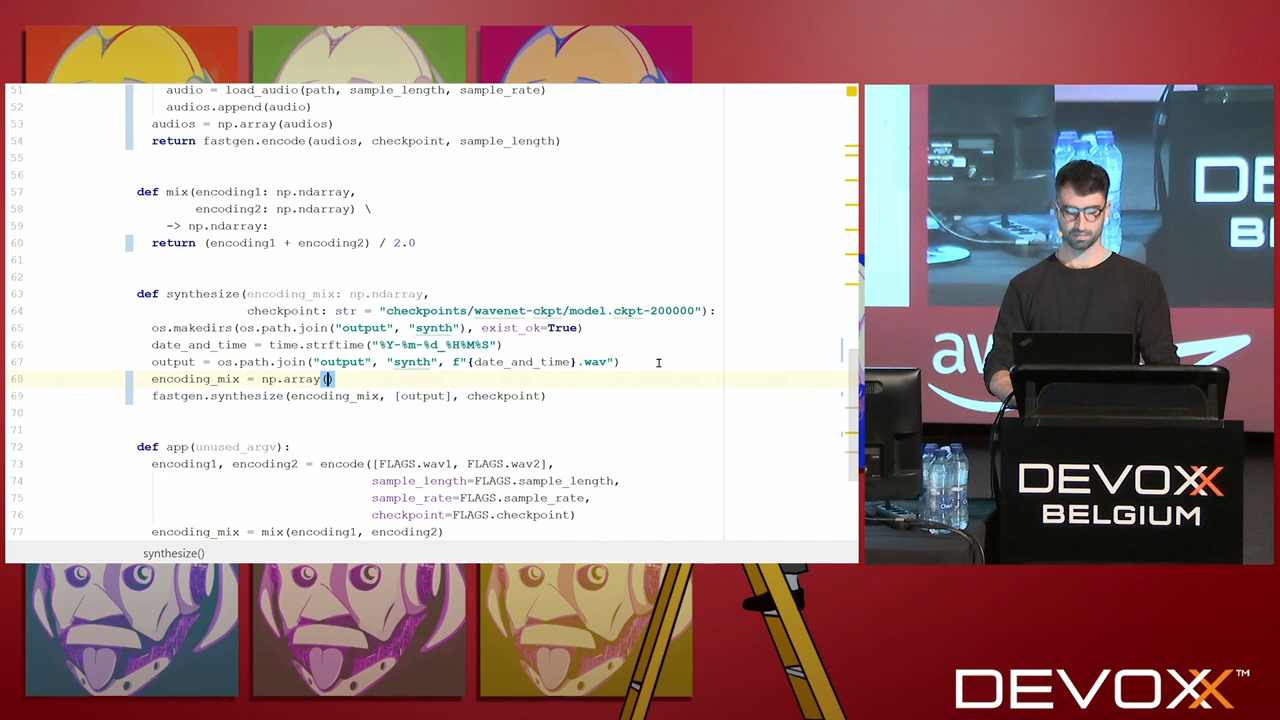 51 audio = load_audio(path, sample_length, sample_rate)
52 audios.append(audio)
53 audios = np.array(audios)
54 return fastgen.encode(audios, checkpoint, sample_length)
55
56
57 def mix(encoding1: np.ndarray,
58 encoding2: np.ndarray) \
59 -> np.ndarray:
60 return (encoding1 + encoding2) / 2.0
61
62
63 def synthesize(encoding_mix: np.ndarray,
64 checkpoint: str = "checkpoints/wavenet-ckpt/model.ckpt-200000"):
65 os.makedirs(os.path.join("output", "synth"), exist_ok=True)
66 date_and_time = time.strftime("%Y-%m-%d_%H%M%S")
67 output = os.path.join("output", "synth", f"{date_and_time}.wav")
68 encoding_mix = np.array()
69 fastgen.synthesize(encoding_mix, [output], checkpoint)
70
71
72 def app(unused_argv):
73 encoding1, encoding2 = encode([FLAGS.wav1, FLAGS.wav2],
74 sample_length=FLAGS.sample_length,
75 sample_rate=FLAGS.sample_rate,
76 checkpoint=FLAGS.checkpoint)
77 encoding_mix = mix(encoding1, encoding2)
synthesize()
DE
B
aw
DEVOXX
BELGIUM
DEVOXX™